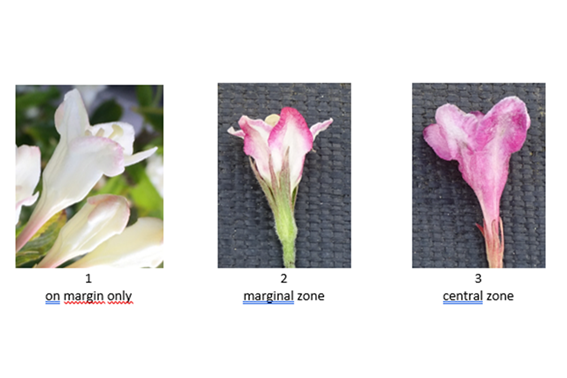 1
on margin only
2
marginal zone
3
central zone